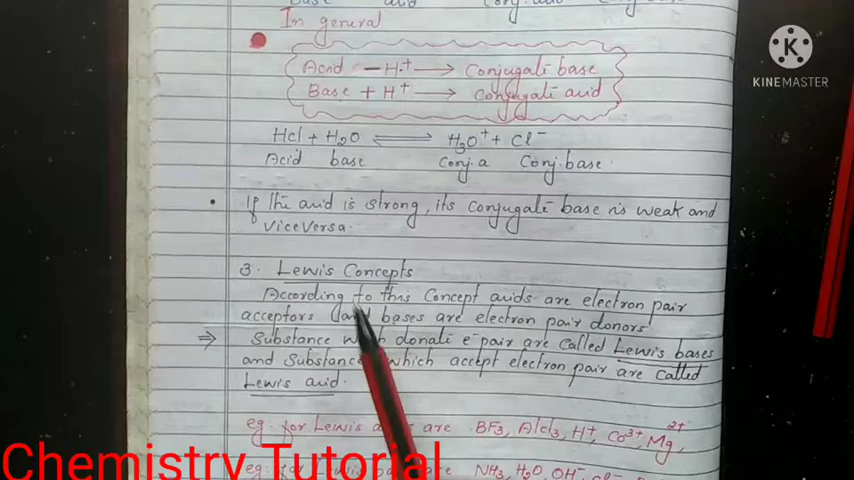 In general
Acid - H+ → Conjugate base
Base + H+ → Conjugate acid
Hcl + H2O ⇌ H3O+ + Cl-
Acid base Conj.a Conj.base.
• If the acid is strong, its Conjugate base is weak and
viceversa.
3. Lewis Concepts
According to this Concept acids are electron pair
acceptors and bases are electron pair donors
⇒ Substance donate e- pair are called Lewis bases
and Substance which accept electron pair are called
Lewis acid.
eg: for Lewis are BF3, Alcl3, H+, Co3+, Mg2+,
eg: for Lewis NH3, H2O, OH-,
KINEMASTER
Chemistry Tutorial